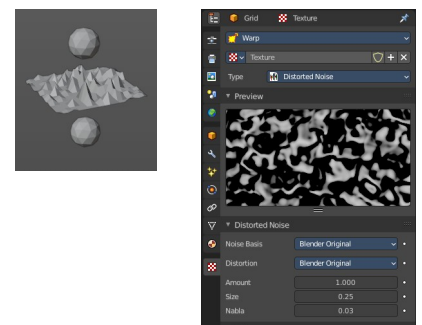 Grid Texture
Warp
Texture
Type Distorted Noise
Preview
Distorted Noise
Noise Basis Blender Original
Distortion Blender Original
Amount 1.000
Size 0.25
Nabla 0.03